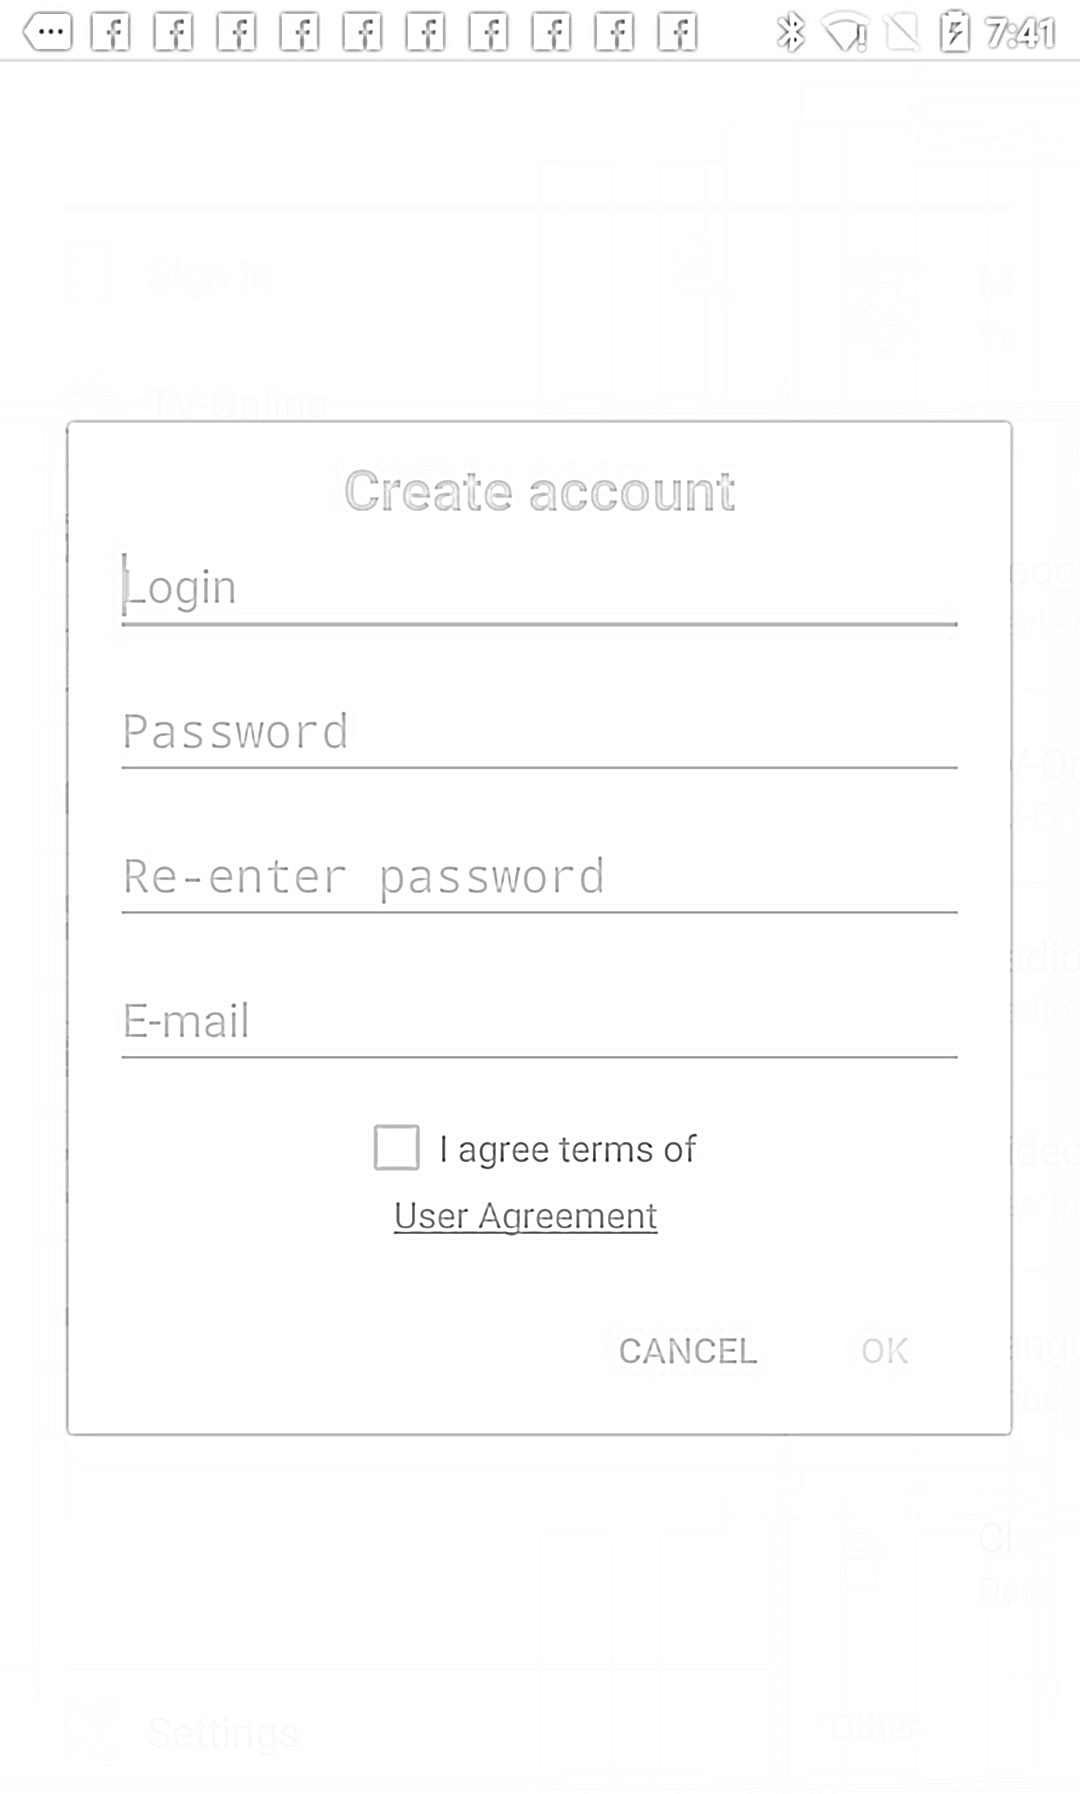 7:41
Sign in
TV-Online
Create account
Login
Password
Re-enter password
E-mail
I agree terms of
User Agreement
CANCEL OK
Settings
Other